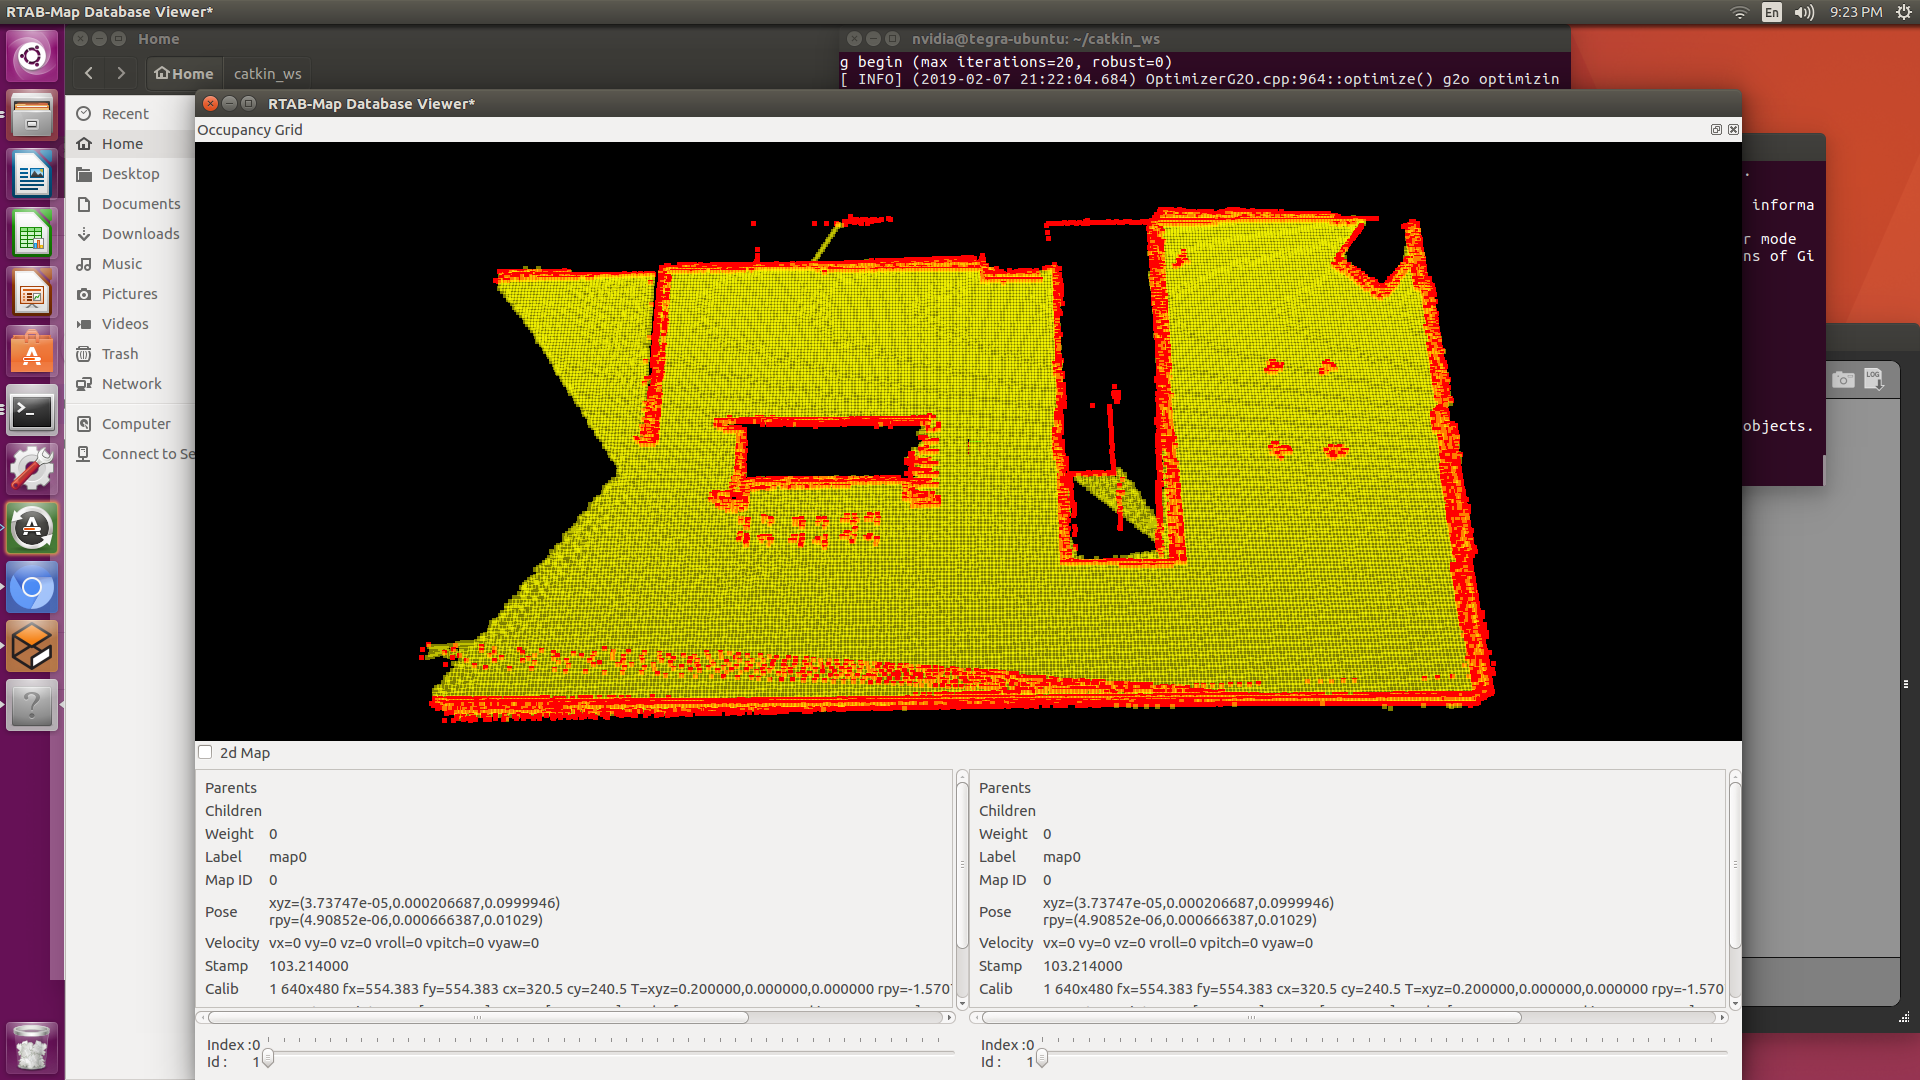 RTAB-Map Database Viewer*
En
9:23 PM
Home
nvidia@tegra-ubuntu: ~/catkin_ws
Home
catkin_ws
g begin (max iterations=20, robust=0)
[ INFO] (2019-02-07 21:22:04.684) OptimizerG2O.cpp:964::optimize() g2o optimizin
RTAB-Map Database Viewer*
Occupancy Grid
Recent
Home
Desktop
Documents
Downloads
Music
Pictures
Videos
Trash
Network
Computer
Connect to Se
.
informa
r mode
ns of Gi
LOG
objects.
2d Map
Parents
Children
Weight 0
Label map0
Map ID 0
Pose xyz=(3.73747e-05,0.000206687,0.0999946)
rpy=(4.90852e-06,0.000666387,0.01029)
Velocity vx=0 vy=0 vz=0 vroll=0 vpitch=0 vyaw=0
Stamp 103.214000
Calib 1 640x480 fx=554.383 fy=554.383 cx=320.5 cy=240.5 T=xyz=0.200000,0.000000,0.000000 rpy=-1.570
Index :0
Id : 1
Parents
Children
Weight 0
Label map0
Map ID 0
Pose xyz=(3.73747e-05,0.000206687,0.0999946)
rpy=(4.90852e-06,0.000666387,0.01029)
Velocity vx=0 vy=0 vz=0 vroll=0 vpitch=0 vyaw=0
Stamp 103.214000
Calib 1 640x480 fx=554.383 fy=554.383 cx=320.5 cy=240.5 T=xyz=0.200000,0.000000,0.000000 rpy=-1.570
Index :0
Id : 1